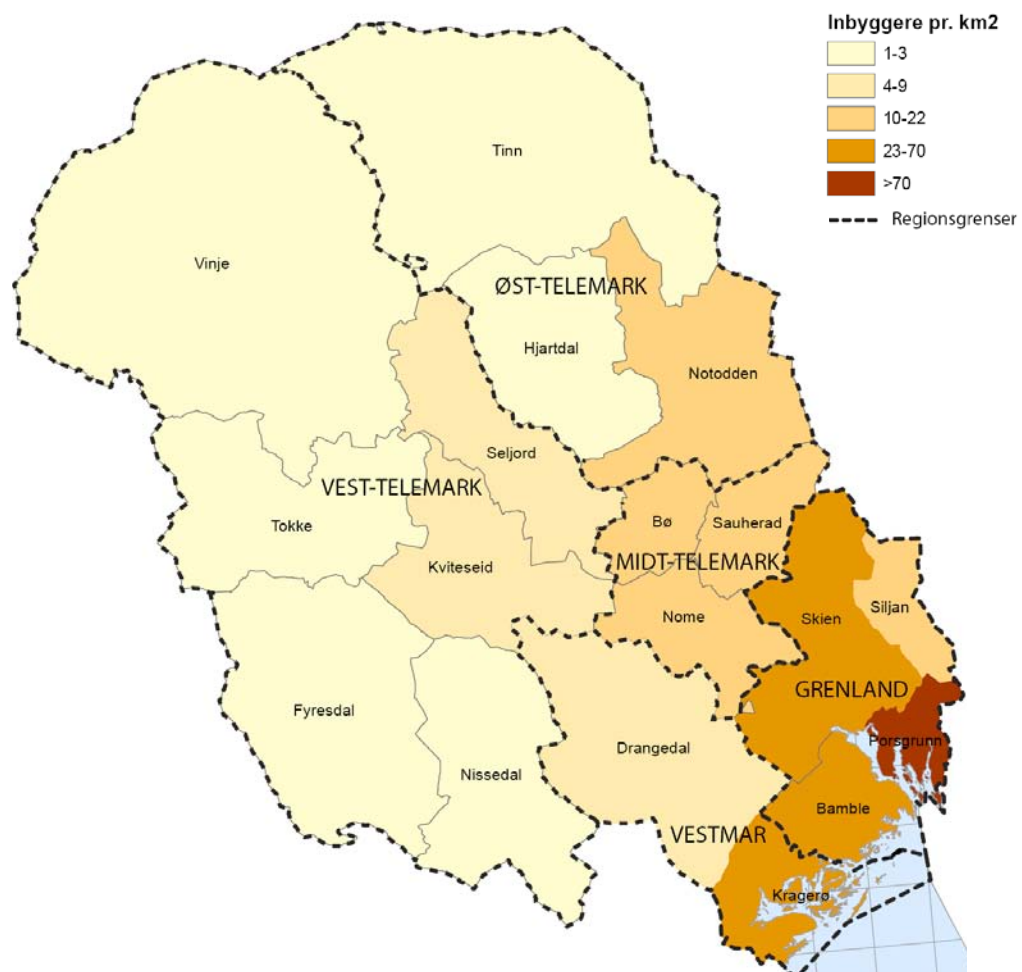 Inbyggere pr. km2
1-3
4-9
10-22
23-70
>70
Regionsgrenser
Tinn
Vinje
ØST-TELEMARK
Hjartdal
Notodden
Seljord
VEST-TELEMARK
Tokke
Bø
Sauherad
MIDT-TELEMARK
Kviteseid
Nome
Skien
Siljan
GRENLAND
Fyresdal
Nissedal
Drangedal
Porsgrunn
Bamble
VESTMAR
Kragerø